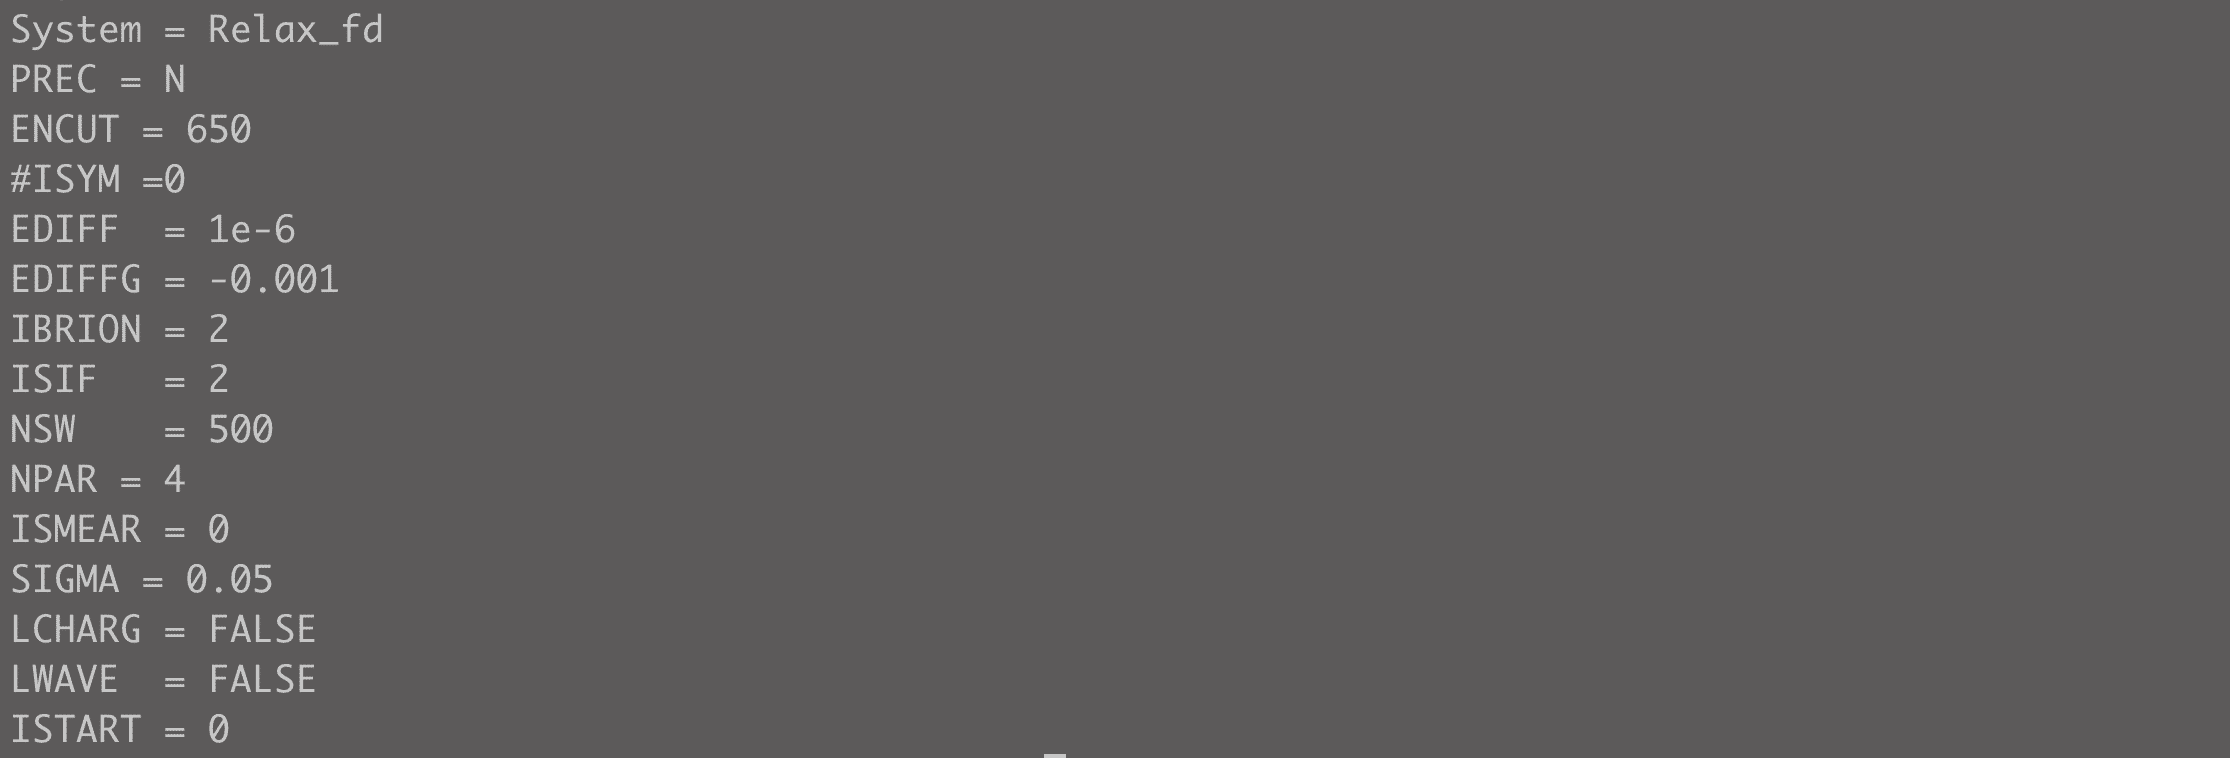 System = Relax_fd
PREC = N
ENCUT = 650
#ISYM =0
EDIFF  = 1e-6
EDIFFG = -0.001
IBRION = 2
ISIF   = 2
NSW    = 500
NPAR = 4
ISMEAR = 0
SIGMA = 0.05
LCHARG = FALSE
LWAVE  = FALSE
ISTART = 0